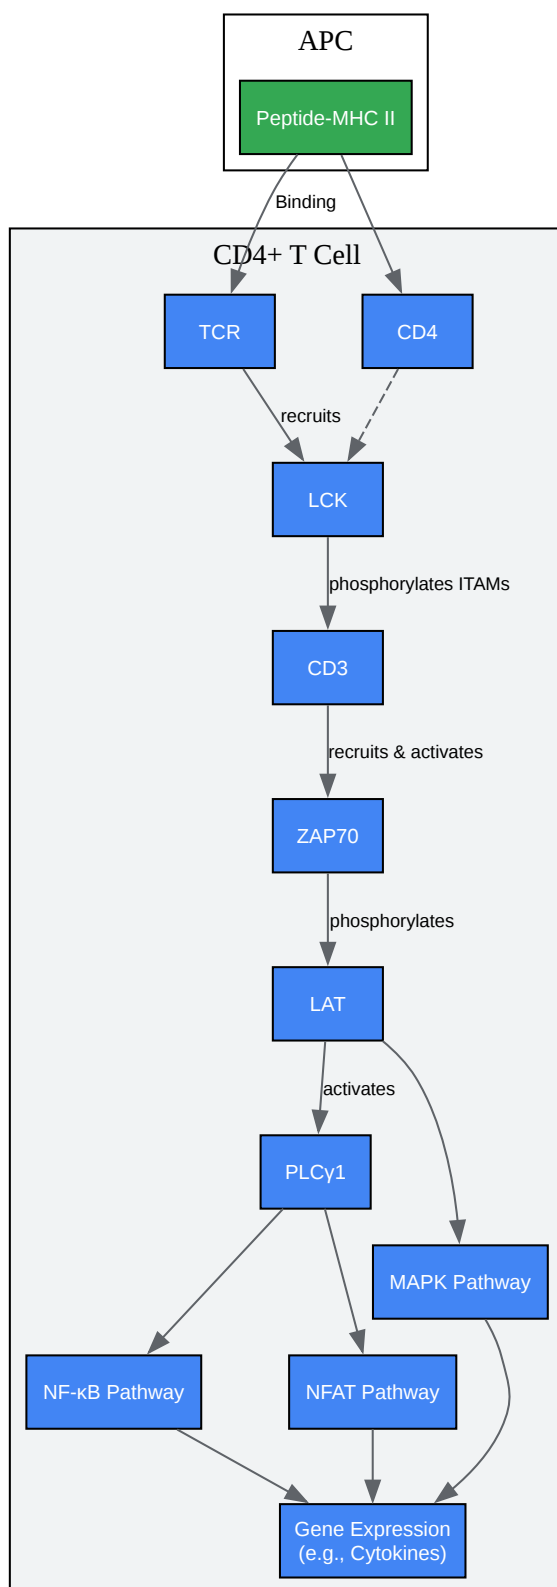 APC
Peptide-MHC II
Binding
CD4+ T Cell
TCR
CD4
recruits
LCK
phosphorylates ITAMs
CD3
recruits & activates
ZAP70
phosphorylates
LAT
activates
PLCγ1
MAPK Pathway
NF-κB Pathway
NFAT Pathway
Gene Expression
(e.g., Cytokines)